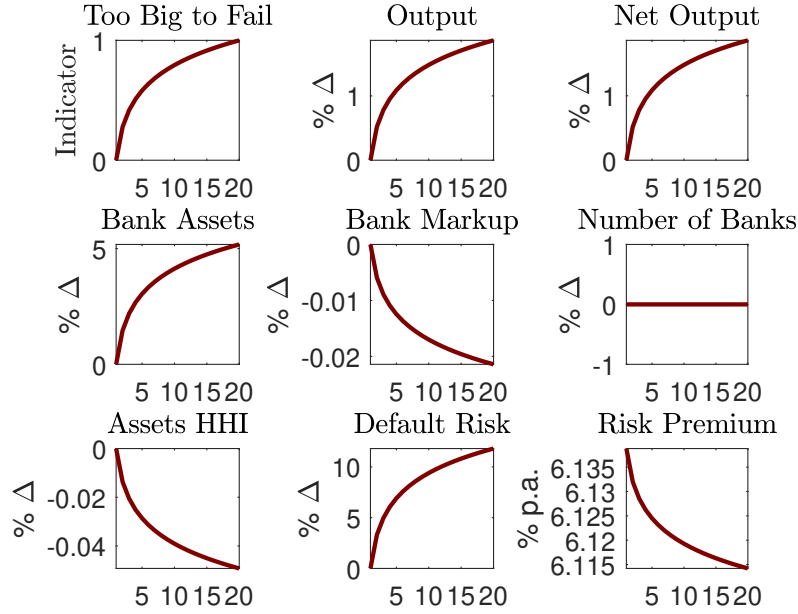 Too Big to Fail
Indicator
1
0
5 10 15 20
Output
% Δ
1
0
5 10 15 20
Net Output
% Δ
1
0
5 10 15 20
Bank Assets
% Δ
5
0
5 10 15 20
Bank Markup
% Δ
0
-0.01
-0.02
5 10 15 20
Number of Banks
% Δ
1
0
-1
5 10 15 20
Assets HHI
% Δ
0
-0.02
-0.04
5 10 15 20
Default Risk
% Δ
10
5
0
5 10 15 20
Risk Premium
% p.a.
6.135
6.13
6.125
6.12
6.115
5 10 15 20